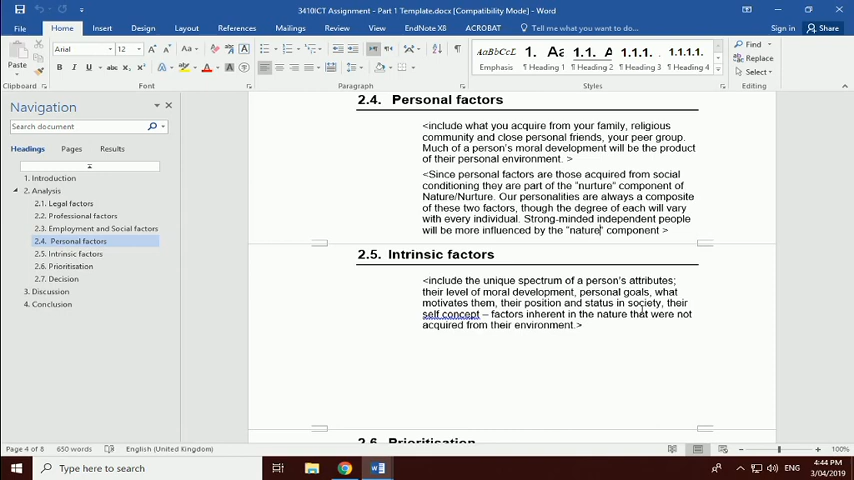 3410ICT Assignment - Part 1 Template.docx [Compatibility Mode] - Word
Sign in Share
File Home Insert Design Layout References Mailings Review View EndNote X8 ACROBAT Tell me what you want to do
Paste
Arial 12
Find
Replace
Select
AaBbCcL 1. Aa 1.1. A 1.1.1. 1.1.1.1.
Emphasis ¶ Heading 1 ¶ Heading 2 ¶ Heading 3 ¶ Heading 4
Clipboard Font Paragraph Styles Editing
Navigation
Search document
Headings Pages Results
1. Introduction
2. Analysis
2.1. Legal factors
2.2. Professional factors
2.3. Employment and Social factors
2.4. Personal factors
2.5. Intrinsic factors
2.6. Prioritisation
2.7. Decision
3. Discussion
4. Conclusion
2.4. Personal factors
<include what you acquire from your family, religious
community and close personal friends, your peer group.
Much of a person's moral development will be the product
of their personal environment. >
<Since personal factors are those acquired from social
conditioning they are part of the "nurture" component of
Nature/Nurture. Our personalities are always a composite
of these two factors, though the degree of each will vary
with every individual. Strong-minded independent people
will be more influenced by the "nature" component >
2.5. Intrinsic factors
<include the unique spectrum of a person's attributes;
their level of moral development, personal goals, what
motivates them, their position and status in society, their
self concept – factors inherent in the nature that were not
acquired from their environment.>
2.6. Prioritisation
Page 4 of 8 650 words English (United Kingdom) 100%
Type here to search
ENG
4:44 PM
3/04/2019